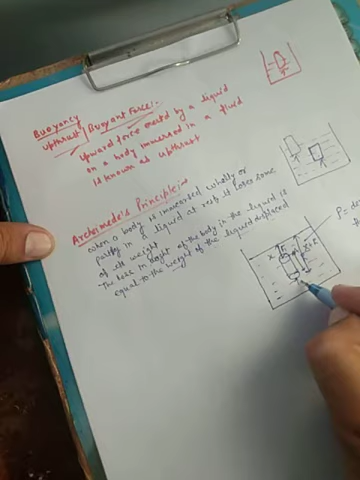 Buoyancy
Upthrust / Buoyant Force:-
Upward force exerted by a liquid
on a body immersed in a fluid
is known as upthrust
Archemede's Principle:-
When a body is immersed wholly or
partly in a liquid at rest, it loses some
of its weight
The loss in weight of the body in the liquid is
equal to the weight of the liquid displaced